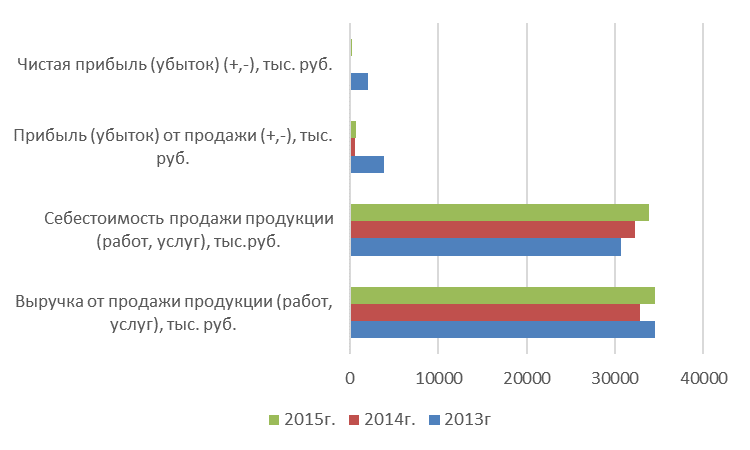 Чистая прибыль (убыток) (+,-), тыс. руб.
Прибыль (убыток) от продажи (+,-), тыс.
руб.
Себестоимость продажи продукции
(работ, услуг), тыс.руб.
Выручка от продажи продукции (работ,
услуг), тыс. руб.
0 10000 20000 30000 40000
2015г. 2014г. 2013г